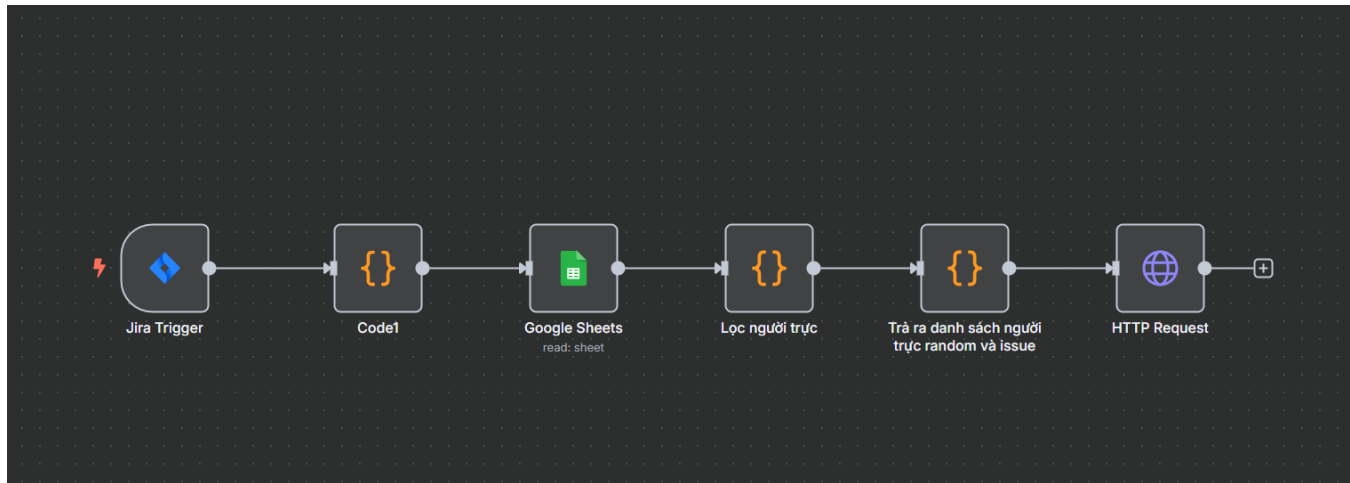 Jira Trigger
Code1
Google Sheets
read: sheet
Lọc người trực
Trả ra danh sách người
trực random và issue
HTTP Request